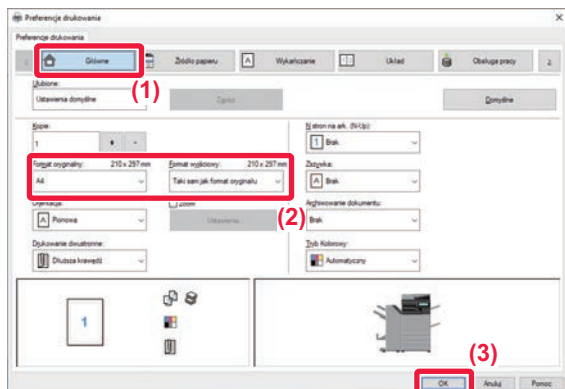 Preferencje drukowania
Preferencje drukowania
Główne
Źródło papieru
Wykańczanie
Układ
Obsługa pracy
(1)
Ulubione:
Ustawienia domyślne
Zapisz
Domyślne
Kopie:
1
+ -
N stron na ark. (N-Up):
1 Brak
Format oryginalny: 210 x 297 mm
A4
Format wyjściowy: 210 x 297 mm
Taki sam jak format oryginału
Zszywka:
A Brak
(2)
Orientacja:
A Pionowa
Zoom
Ustawienia...
Archiwowanie dokumentu:
Brak
Drukowanie dwustronne:
Dłuższa krawędź
Tryb Kolorowy:
Automatyczny
1
(3)
OK
Anuluj
Pomoc